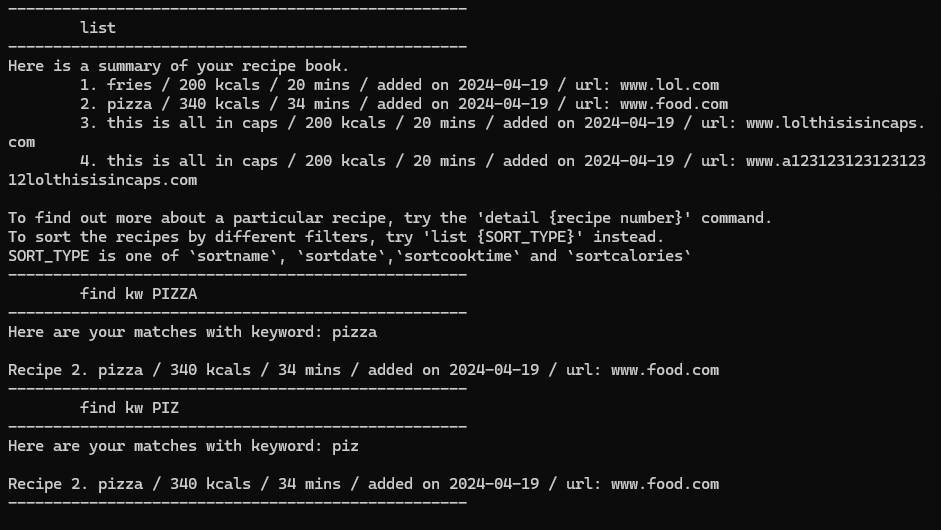 --------------------------------------------------
list
--------------------------------------------------
Here is a summary of your recipe book.
1. fries / 200 kcals / 20 mins / added on 2024-04-19 / url: www.lol.com
2. pizza / 340 kcals / 34 mins / added on 2024-04-19 / url: www.food.com
3. this is all in caps / 200 kcals / 20 mins / added on 2024-04-19 / url: www.lolthisisincaps.
com
4. this is all in caps / 200 kcals / 20 mins / added on 2024-04-19 / url: www.a123123123123123
12lolthisisincaps.com
To find out more about a particular recipe, try the 'detail {recipe number}' command.
To sort the recipes by different filters, try 'list {SORT_TYPE}' instead.
SORT_TYPE is one of `sortname`, `sortdate`,`sortcooktime` and `sortcalories`
--------------------------------------------------
find kw PIZZA
--------------------------------------------------
Here are your matches with keyword: pizza
Recipe 2. pizza / 340 kcals / 34 mins / added on 2024-04-19 / url: www.food.com
--------------------------------------------------
find kw PIZ
--------------------------------------------------
Here are your matches with keyword: piz
Recipe 2. pizza / 340 kcals / 34 mins / added on 2024-04-19 / url: www.food.com
--------------------------------------------------